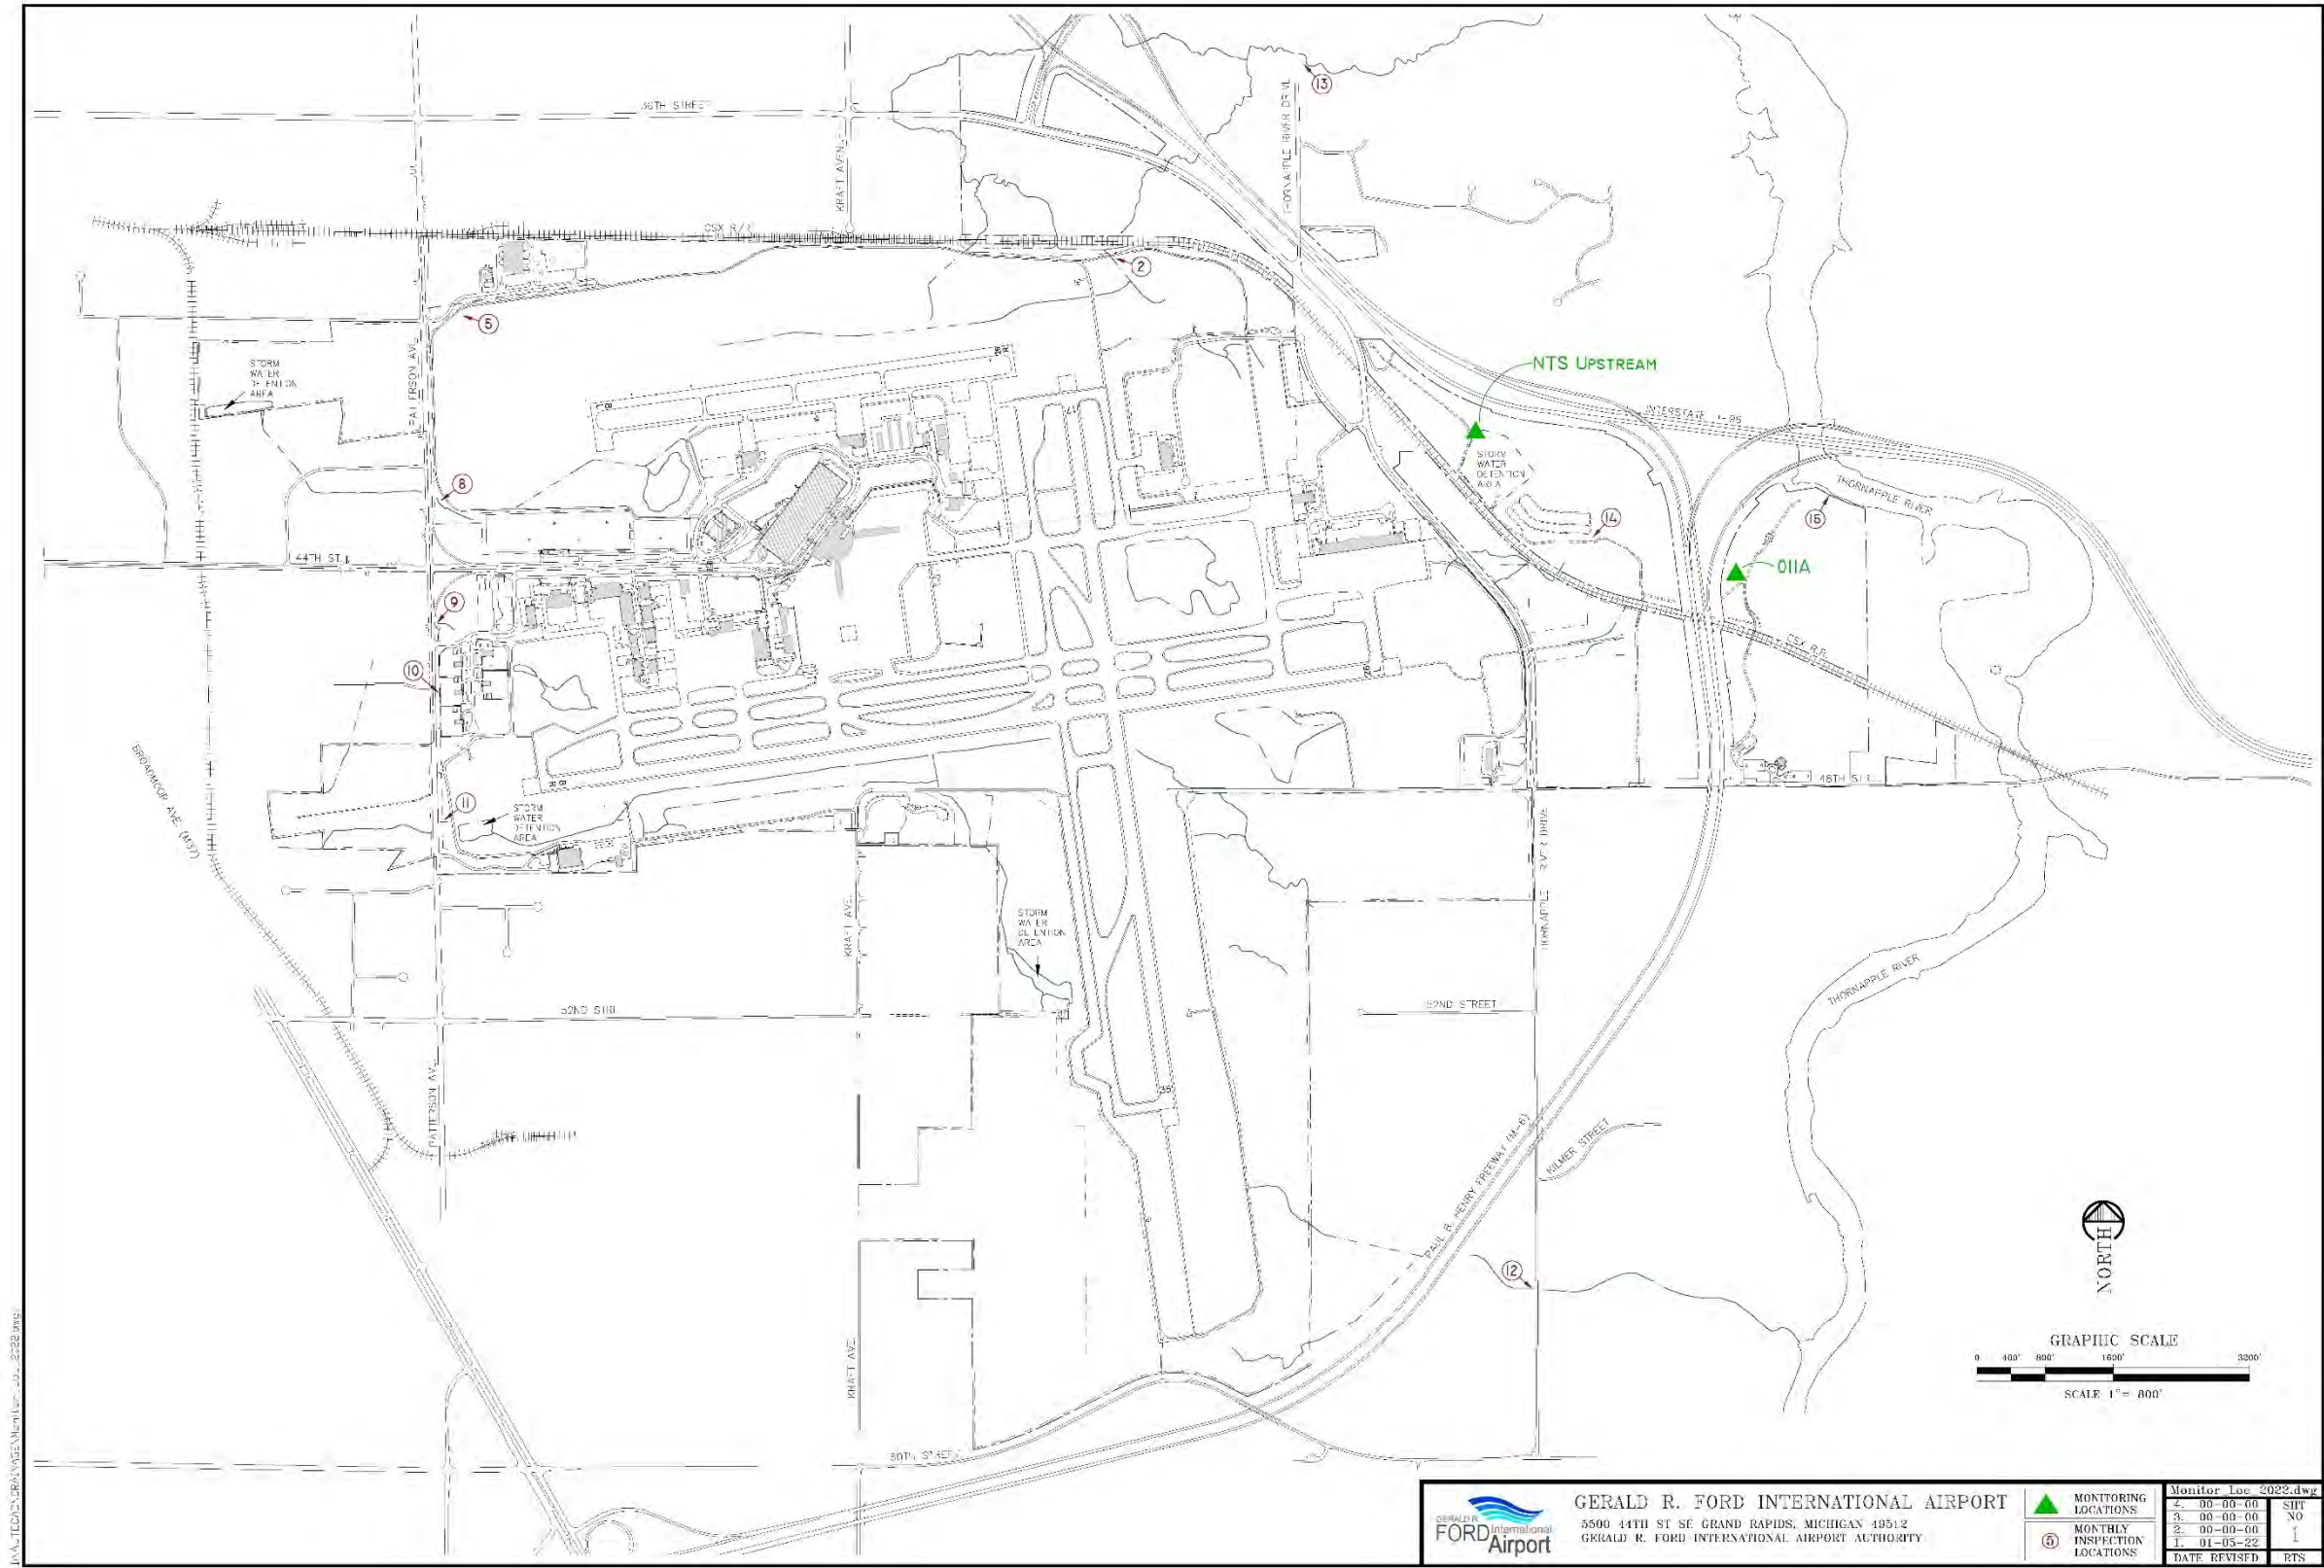 13
36TH STREET
THORNAPPLE RIVER DRIVE
KRAFT AVENUE
CSX R/R
2
5
STORM
WATER
DETENTION
AREA
PATTERSON AVE
NTS UPSTREAM
INTERSTATE I-96
STORM
WATER
DETENTION
AREA
8
THORNAPPLE RIVER
15
14
44TH ST
011A
9
10
CSX R.R.
BROADMOOR AVE. (M37)
48TH ST
11
STORM
WATER
DETENTION
AREA
THORNAPPLE RIVER DRIVE
KRAFT AVE.
STORM
WATER
DETENTION
AREA
THORNAPPLE RIVER
52ND STRE
52ND STREET
PATTERSON AV
35
PAUL B. HENRY FREEWAY (M-6)
KILMER STREET
12
NORTH
KRAFT AVE.
GRAPHIC SCALE
0 400' 800' 1600' 3200'
SCALE 1"= 800'
60TH STREET
GERALD R.
FORD International
Airport
GERALD R. FORD INTERNATIONAL AIRPORT
5500 44TH ST SE GRAND RAPIDS, MICHIGAN 49512
GERALD R. FORD INTERNATIONAL AIRPORT AUTHORITY
MONITORING
LOCATIONS
5
MONTHLY
INSPECTION
LOCATIONS
Monitor_Loc_2022.dwg
4. 00-00-00
3. 00-00-00
2. 00-00-00
1. 01-05-22
DATE REVISED
SHT
NO
1
RTS